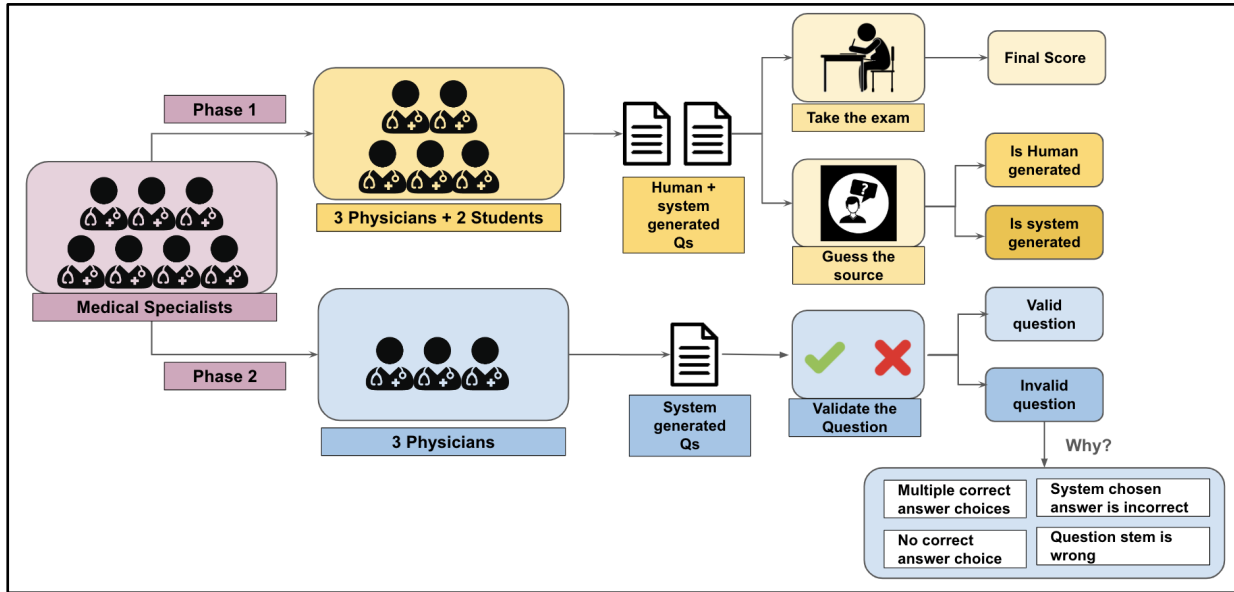 Phase 1
3 Physicians + 2 Students
Medical Specialists
Phase 2
3 Physicians
Human +
system
generated
Qs
Take the exam
Final Score
?
Guess the
source
Is Human
generated
Is system
generated
System
generated
Qs
Validate the
Question
Valid
question
Invalid
question
Why?
Multiple correct
answer choices
System chosen
answer is incorrect
No correct
answer choice
Question stem is
wrong